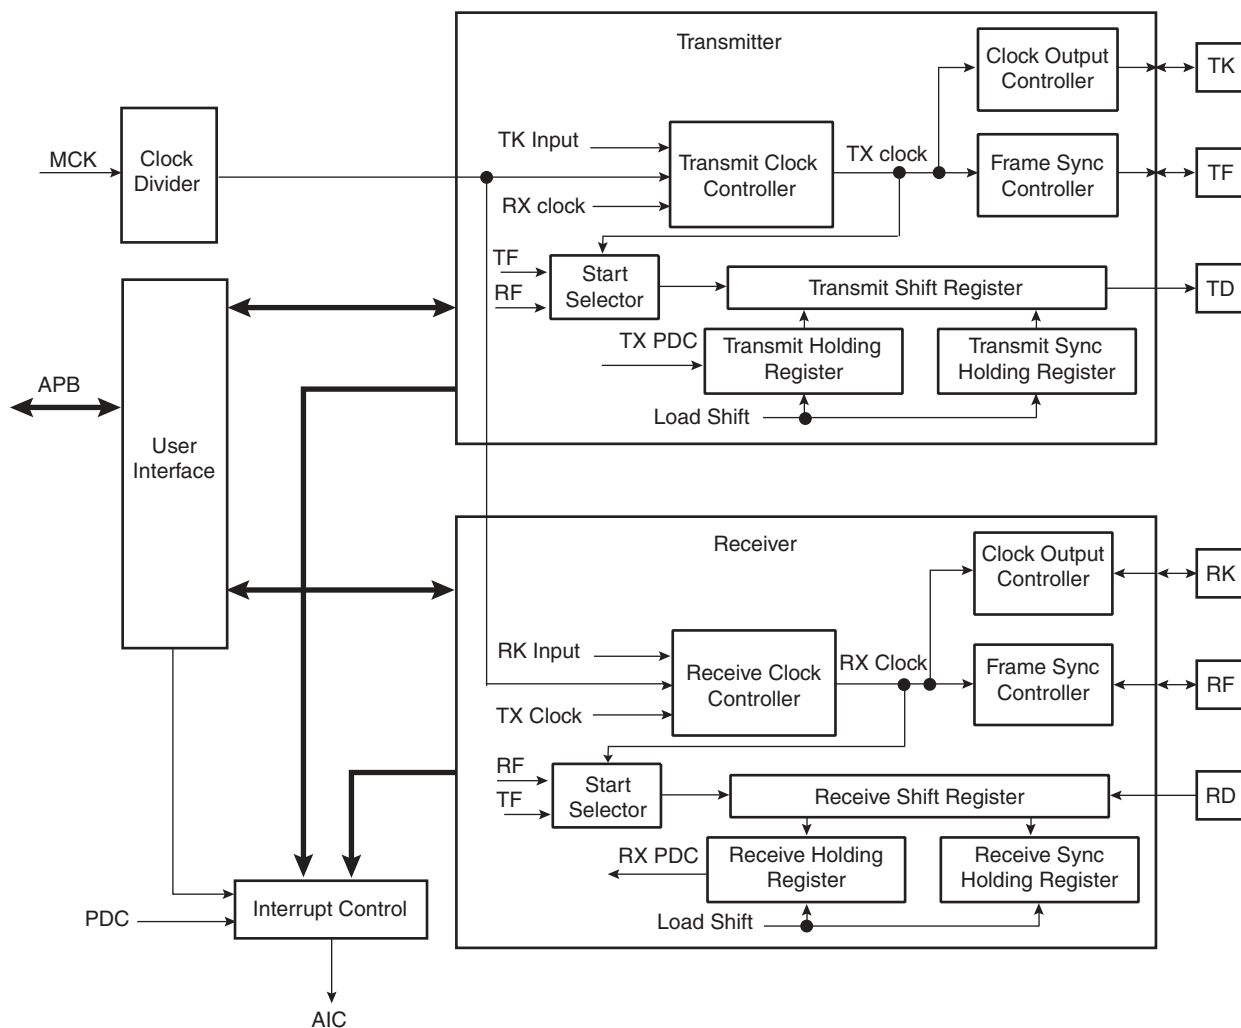 Transmitter
Clock Output
Controller
TK
MCK
Clock
Divider
TK Input
Transmit Clock
Controller
TX clock
Frame Sync
Controller
TF
RX clock
TF
RF
Start
Selector
Transmit Shift Register
TD
TX PDC
Transmit Holding
Register
Transmit Sync
Holding Register
Load Shift
APB
User
Interface
Receiver
Clock Output
Controller
RK
RK Input
Receive Clock
Controller
RX Clock
Frame Sync
Controller
RF
TX Clock
RF
TF
Start
Selector
Receive Shift Register
RD
RX PDC
Receive Holding
Register
Receive Sync
Holding Register
Load Shift
PDC
Interrupt Control
AIC